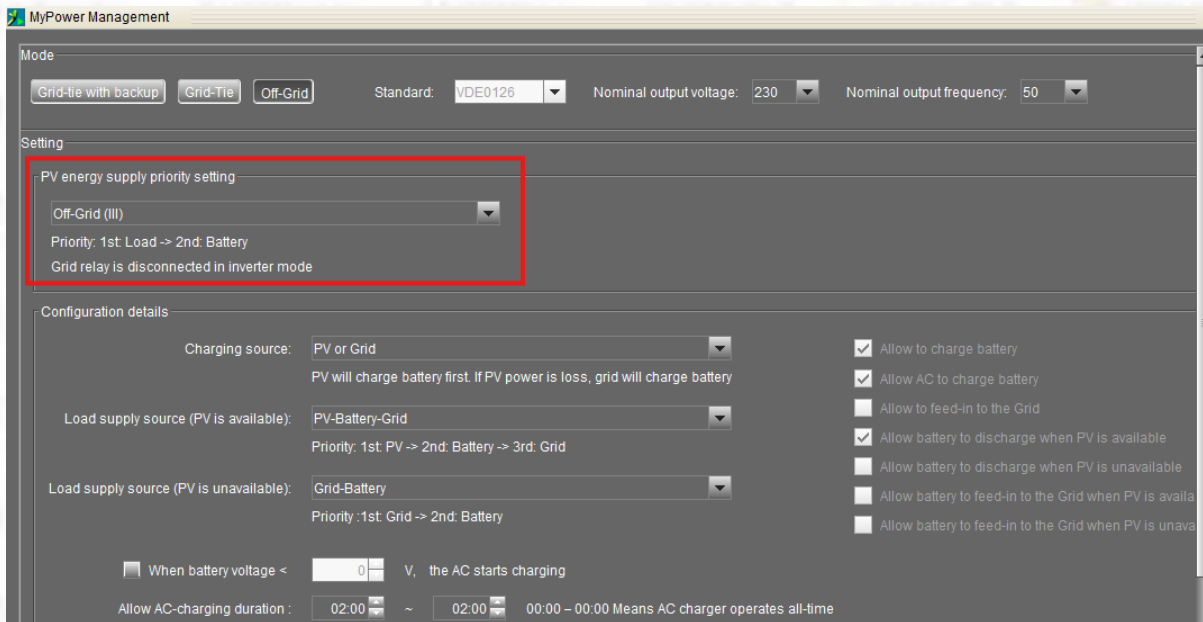 MyPower Management
Mode
Grid-tie with backup Grid-Tie Off-Grid Standard: VDE0126 Nominal output voltage: 230 Nominal output frequency: 50
Setting
PV energy supply priority setting
Off-Grid (III)
Priority: 1st: Load -> 2nd: Battery
Grid relay is disconnected in inverter mode
Configuration details
Charging source: PV or Grid
PV will charge battery first. If PV power is loss, grid will charge battery
Load supply source (PV is available): PV-Battery-Grid
Priority: 1st: PV -> 2nd: Battery -> 3rd: Grid
Load supply source (PV is unavailable): Grid-Battery
Priority :1st: Grid -> 2nd: Battery
When battery voltage < 0 V, the AC starts charging
Allow AC-charging duration : 02:00 ~ 02:00 00:00 – 00:00 Means AC charger operates all-time
Allow to charge battery
Allow AC to charge battery
Allow to feed-in to the Grid
Allow battery to discharge when PV is available
Allow battery to discharge when PV is unavailable
Allow battery to feed-in to the Grid when PV is availa
Allow battery to feed-in to the Grid when PV is unava